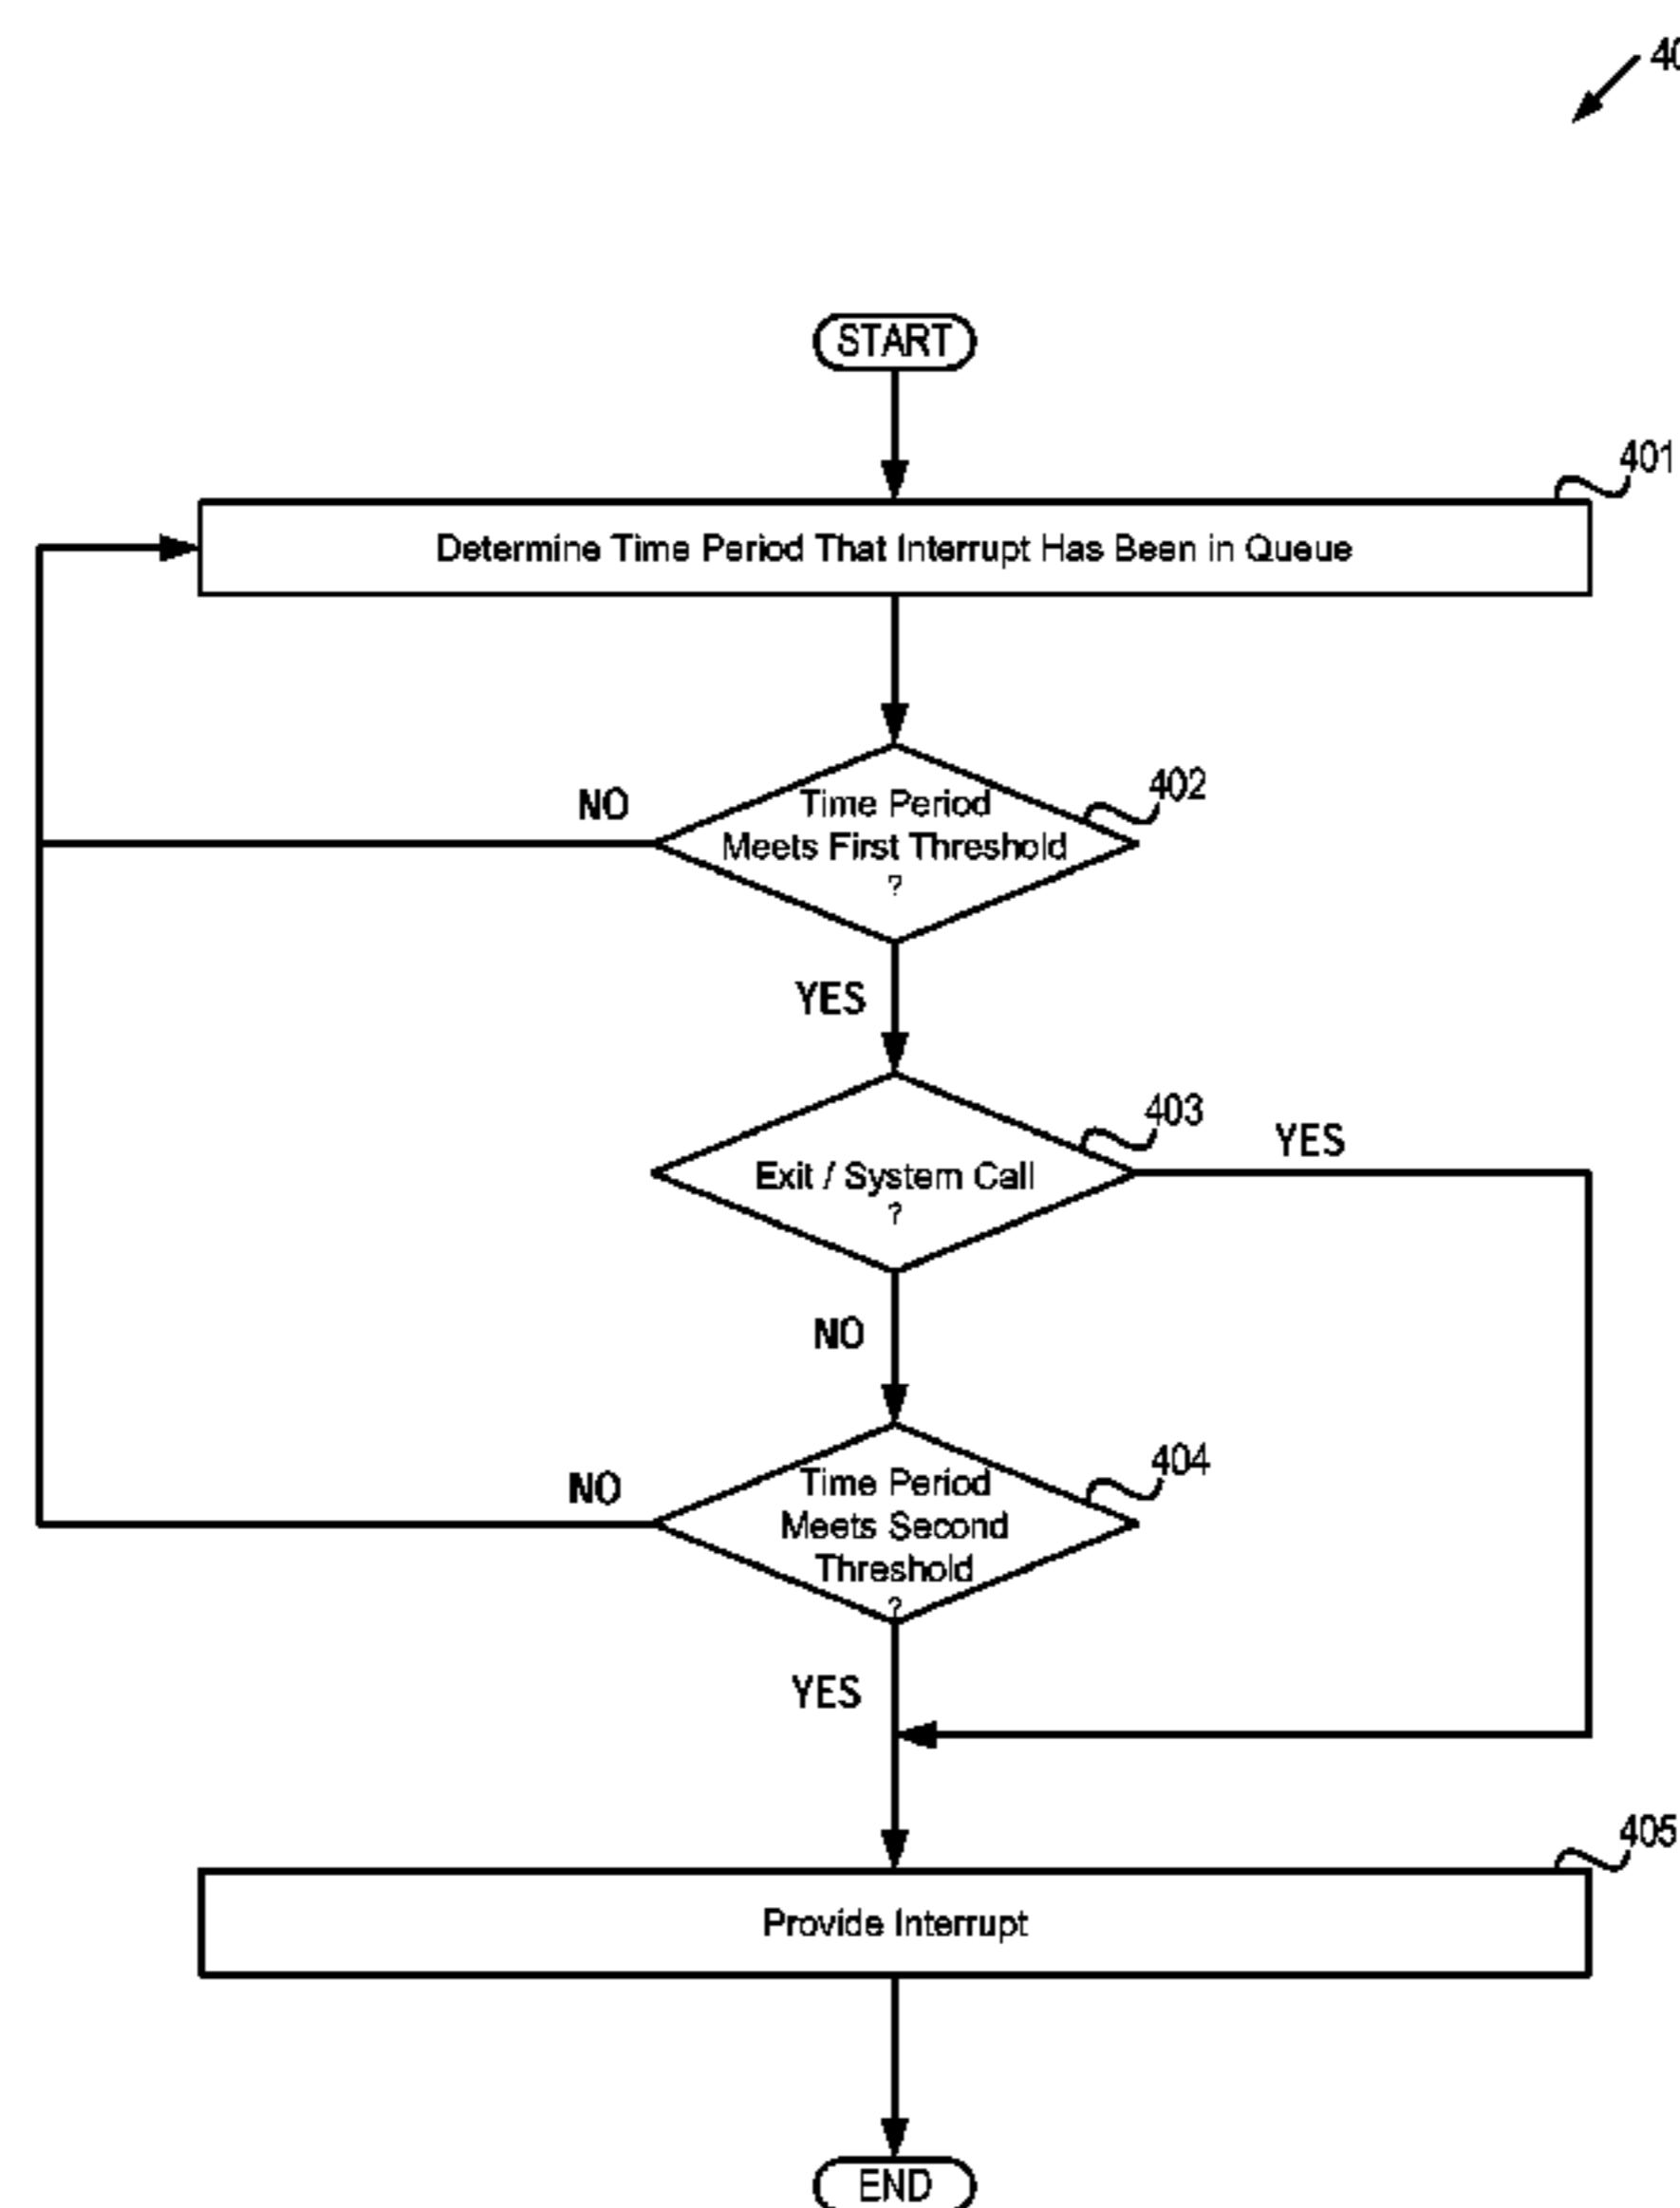 START
401
Determine Time Period That Interrupt Has Been in Queue
402
NO
Time Period
Meets First Threshold
?
YES
403
YES
Exit / System Call
?
NO
404
NO
Time Period
Meets Second
Threshold
?
YES
405
Provide Interrupt
END